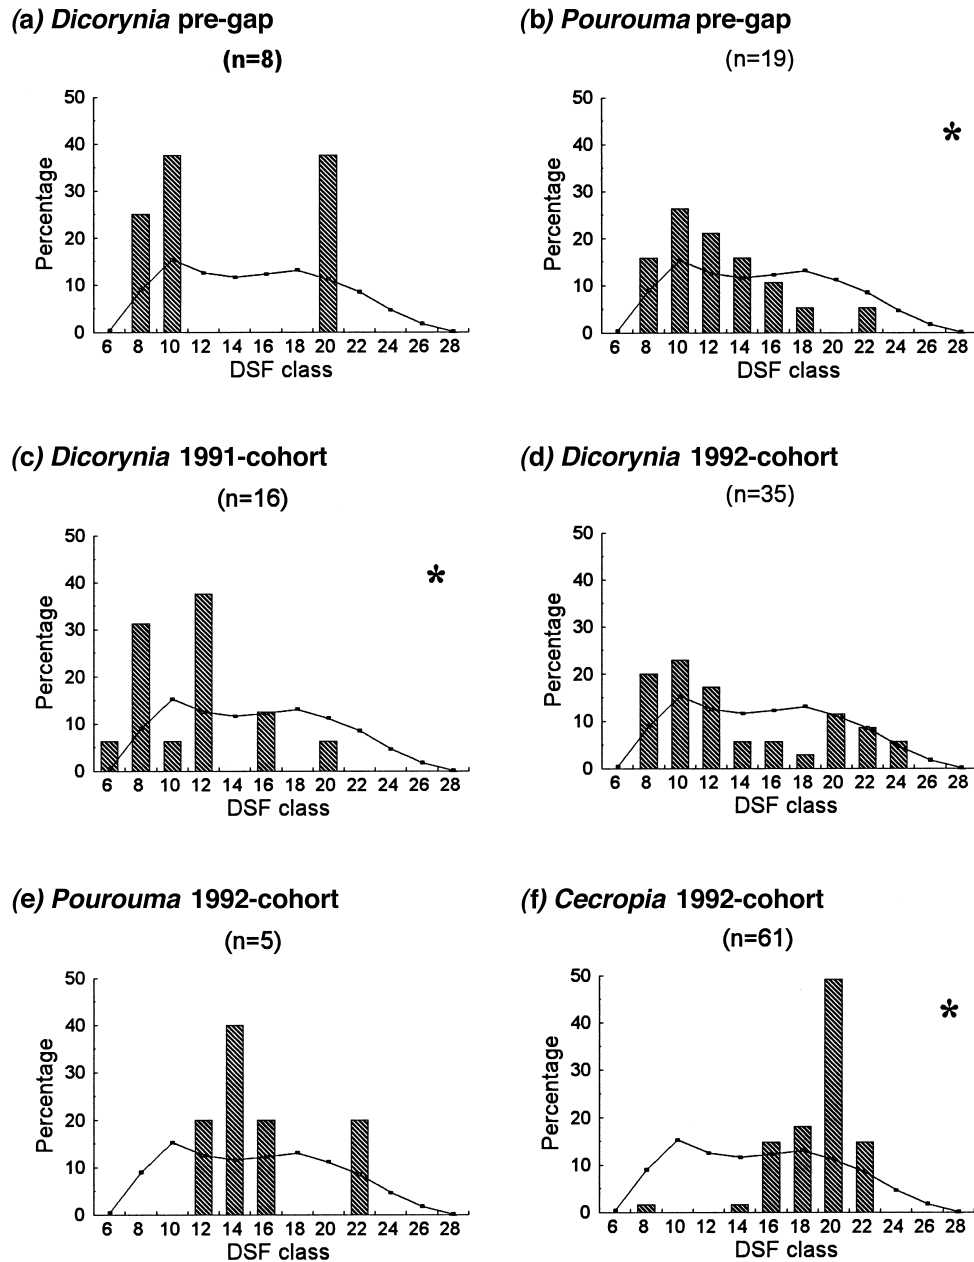 (a) Dicorynia pre-gap
(n=8)
50
40
30
20
10
0
Percentage
6 8 10 12 14 16 18 20 22 24 26 28
DSF class
(b) Pourouma pre-gap
(n=19)
*
50
40
30
20
10
0
Percentage
6 8 10 12 14 16 18 20 22 24 26 28
DSF class
(c) Dicorynia 1991-cohort
(n=16)
*
50
40
30
20
10
0
Percentage
6 8 10 12 14 16 18 20 22 24 26 28
DSF class
(d) Dicorynia 1992-cohort
(n=35)
50
40
30
20
10
0
Percentage
6 8 10 12 14 16 18 20 22 24 26 28
DSF class
(e) Pourouma 1992-cohort
(n=5)
50
40
30
20
10
0
Percentage
6 8 10 12 14 16 18 20 22 24 26 28
DSF class
(f) Cecropia 1992-cohort
(n=61)
*
50
40
30
20
10
0
Percentage
6 8 10 12 14 16 18 20 22 24 26 28
DSF class